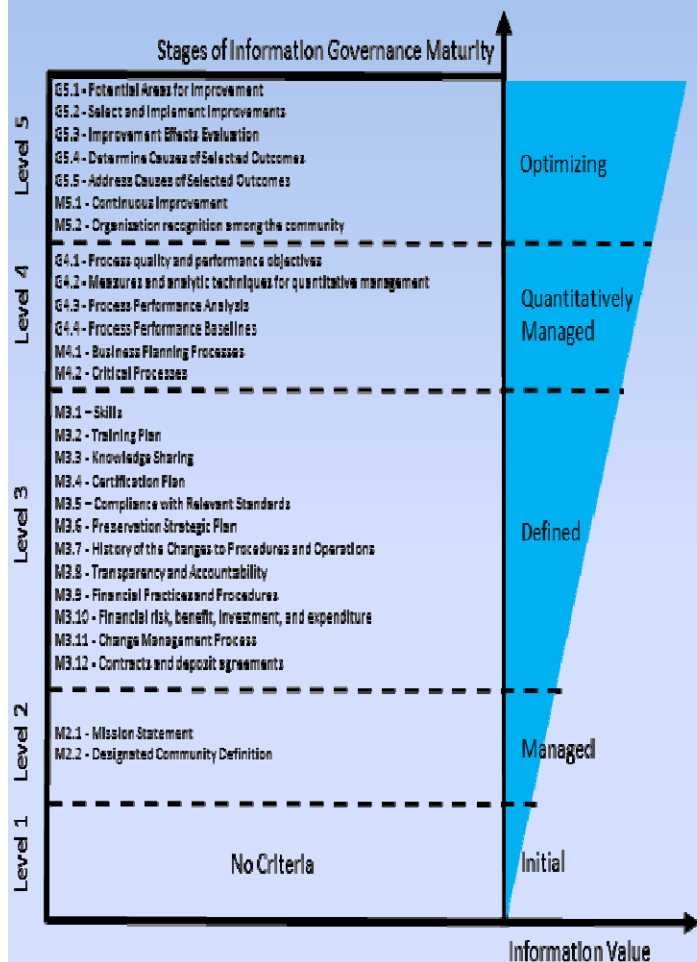 Stages of Information Governance Maturity
Level 5
G5.1 - Potential Areas for Improvement
G5.2 - Select and Implement Improvements
G5.3 - Improvement Effects Evaluation
G5.4 - Determine Causes of Selected Outcomes
G5.5 - Address Causes of Selected Outcomes
M5.1 - Continuous Improvement
M5.2 - Organization recognition among the community
Optimizing
Level 4
G4.1 - Process quality and performance objectives
G4.2 - Measures and analytic techniques for quantitative management
G4.3 - Process Performance Analysis
G4.4 - Process Performance Baselines
M4.1 - Business Planning Processes
M4.2 - Critical Processes
Quantitatively
Managed
Level 3
M3.1 – Skills
M3.2 - Training Plan
M3.3 - Knowledge Sharing
M3.4 - Certification Plan
M3.5 – Compliance with Relevant Standards
M3.6 - Preservation Strategic Plan
M3.7 - History of the Changes to Procedures and Operations
M3.8 - Transparency and Accountability
M3.9 - Financial Practices and Procedures
M3.10 - Financial risk, benefit, investment, and expenditure
M3.11 - Change Management Process
M3.12 - Contracts and deposit agreements
Defined
Level 2
M2.1 - Mission Statement
M2.2 - Designated Community Definition
Managed
Level 1
No Criteria
Initial
Information Value